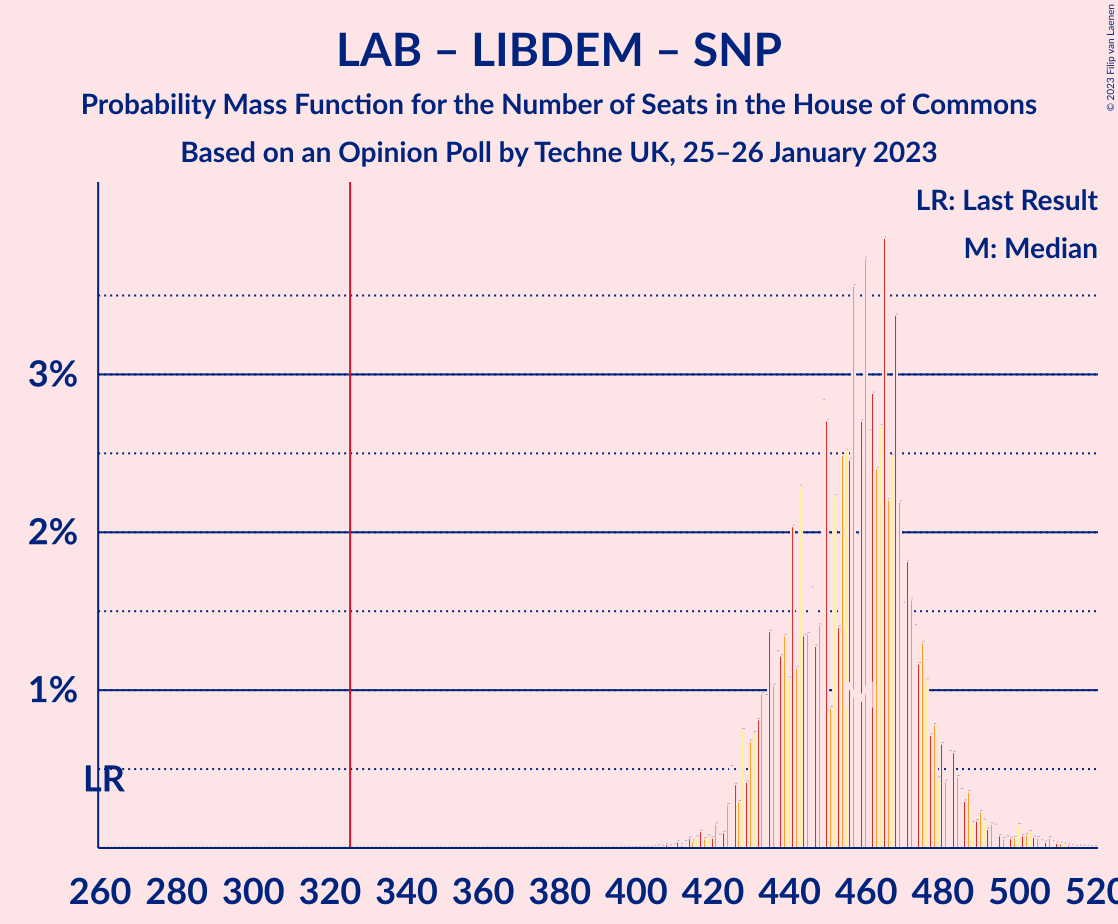 LAB – LIBDEM – SNP
Probability Mass Function for the Number of Seats in the House of Commons
Based on an Opinion Poll by Techne UK, 25–26 January 2023
© 2023 Filip van Laenen
LR: Last Result
M: Median
3%
2%
1%
M
LR
260 280 300 320 340 360 380 400 420 440 460 480 500 520